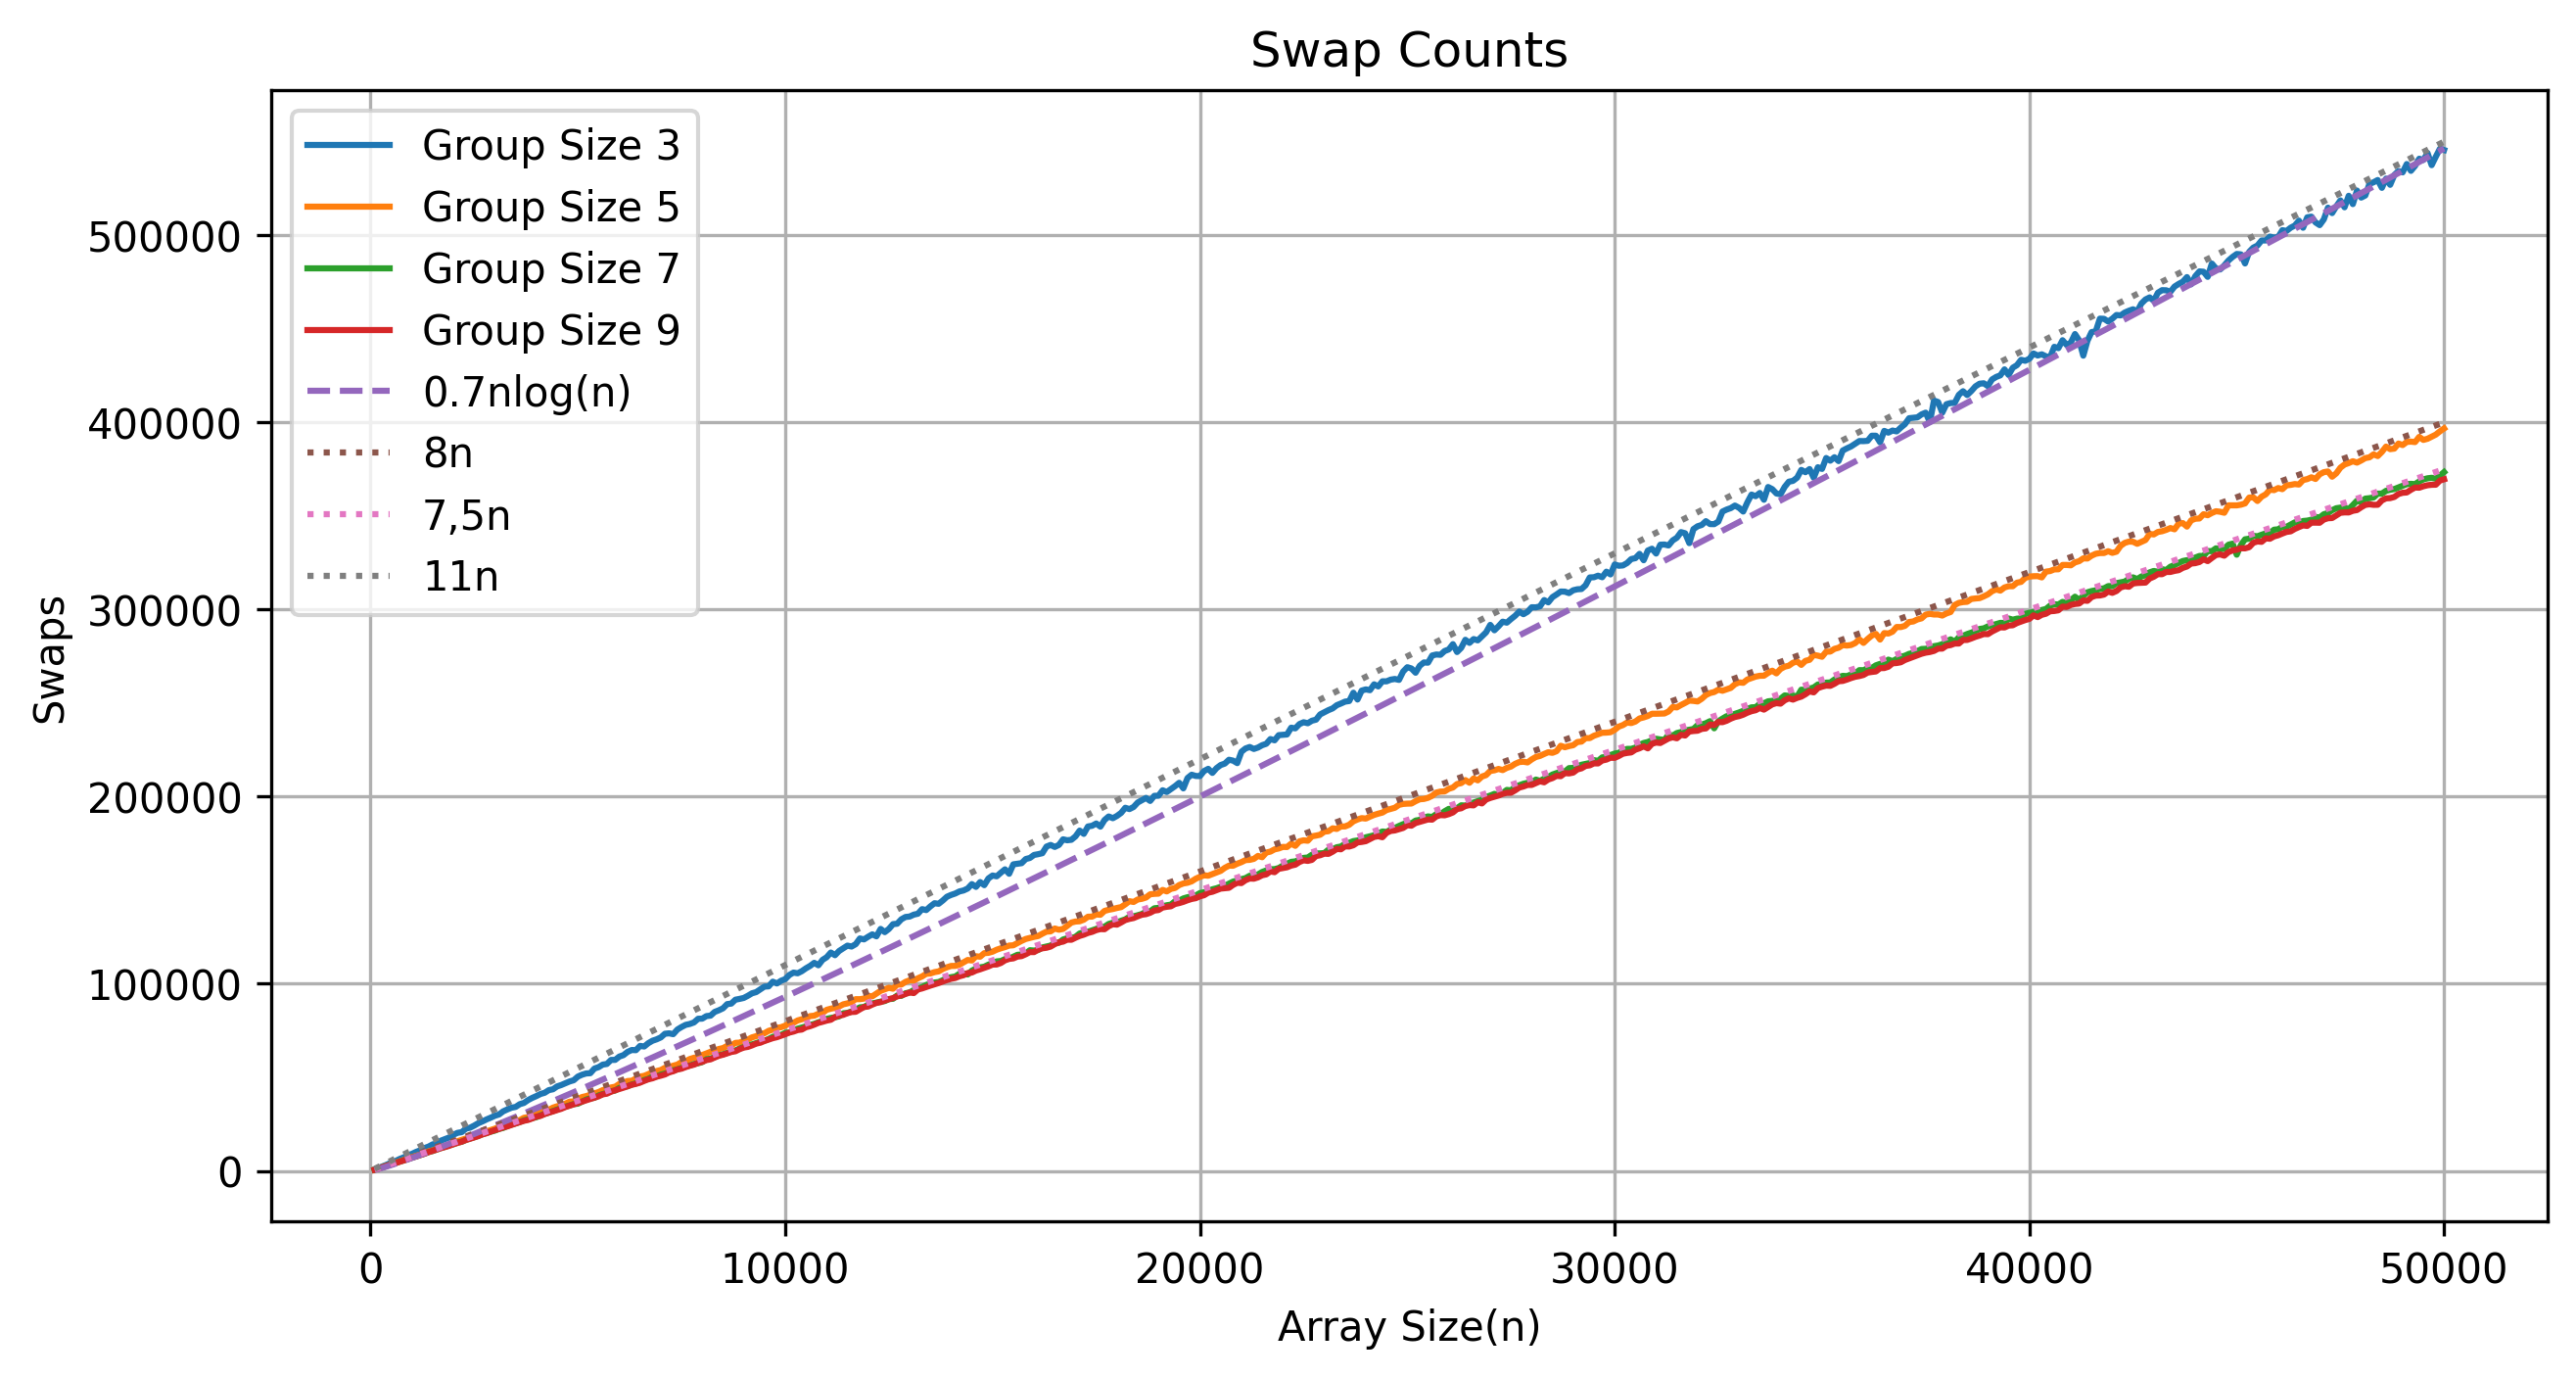 Swap Counts
Group Size 3
Group Size 5
Group Size 7
Group Size 9
0.7nlog(n)
8n
7,5n
11n
Swaps
500000
400000
300000
200000
100000
0
0 10000 20000 30000 40000 50000
Array Size(n)